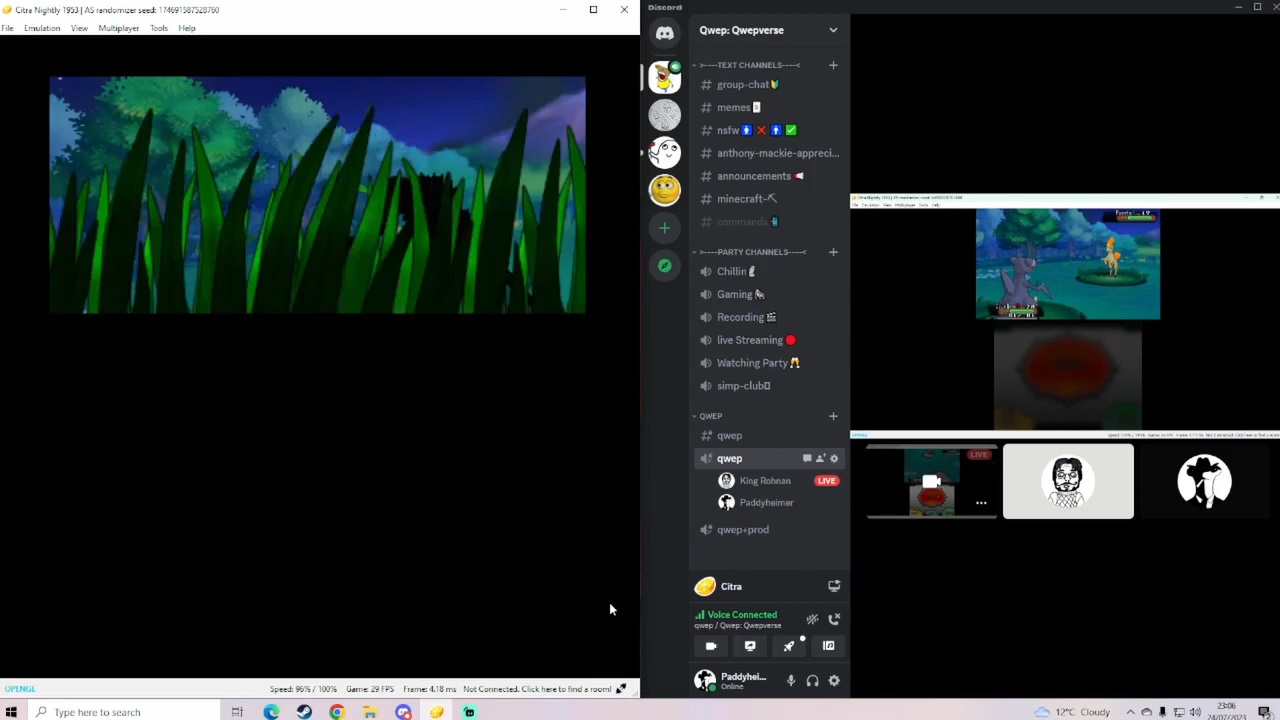 Citra Nightly 1953 | AS randomizer seed: 174691587528760
File Emulation View Multiplayer Tools Help
OPENGL
Speed: 96% / 100% Game: 29 FPS Frame: 4.18 ms Not Connected. Click here to find a room!
Type here to search
Discord
Qwep: Qwepverse
>----TEXT CHANNELS----<
group-chat
memes
nsfw
anthony-mackie-appreci...
announcements
minecraft-
commands
>----PARTY CHANNELS----<
Chillin
Gaming
Recording
live Streaming
Watching Party
simp-club
QWEP
qwep
qwep
King Rohnan LIVE
Paddyheimer
qwep+prod
Citra
Voice Connected
qwep / Qwep: Qwepverse
Paddyhei...
Online
OPENGL
LIVE
12°C Cloudy
23:06
24/07/2023